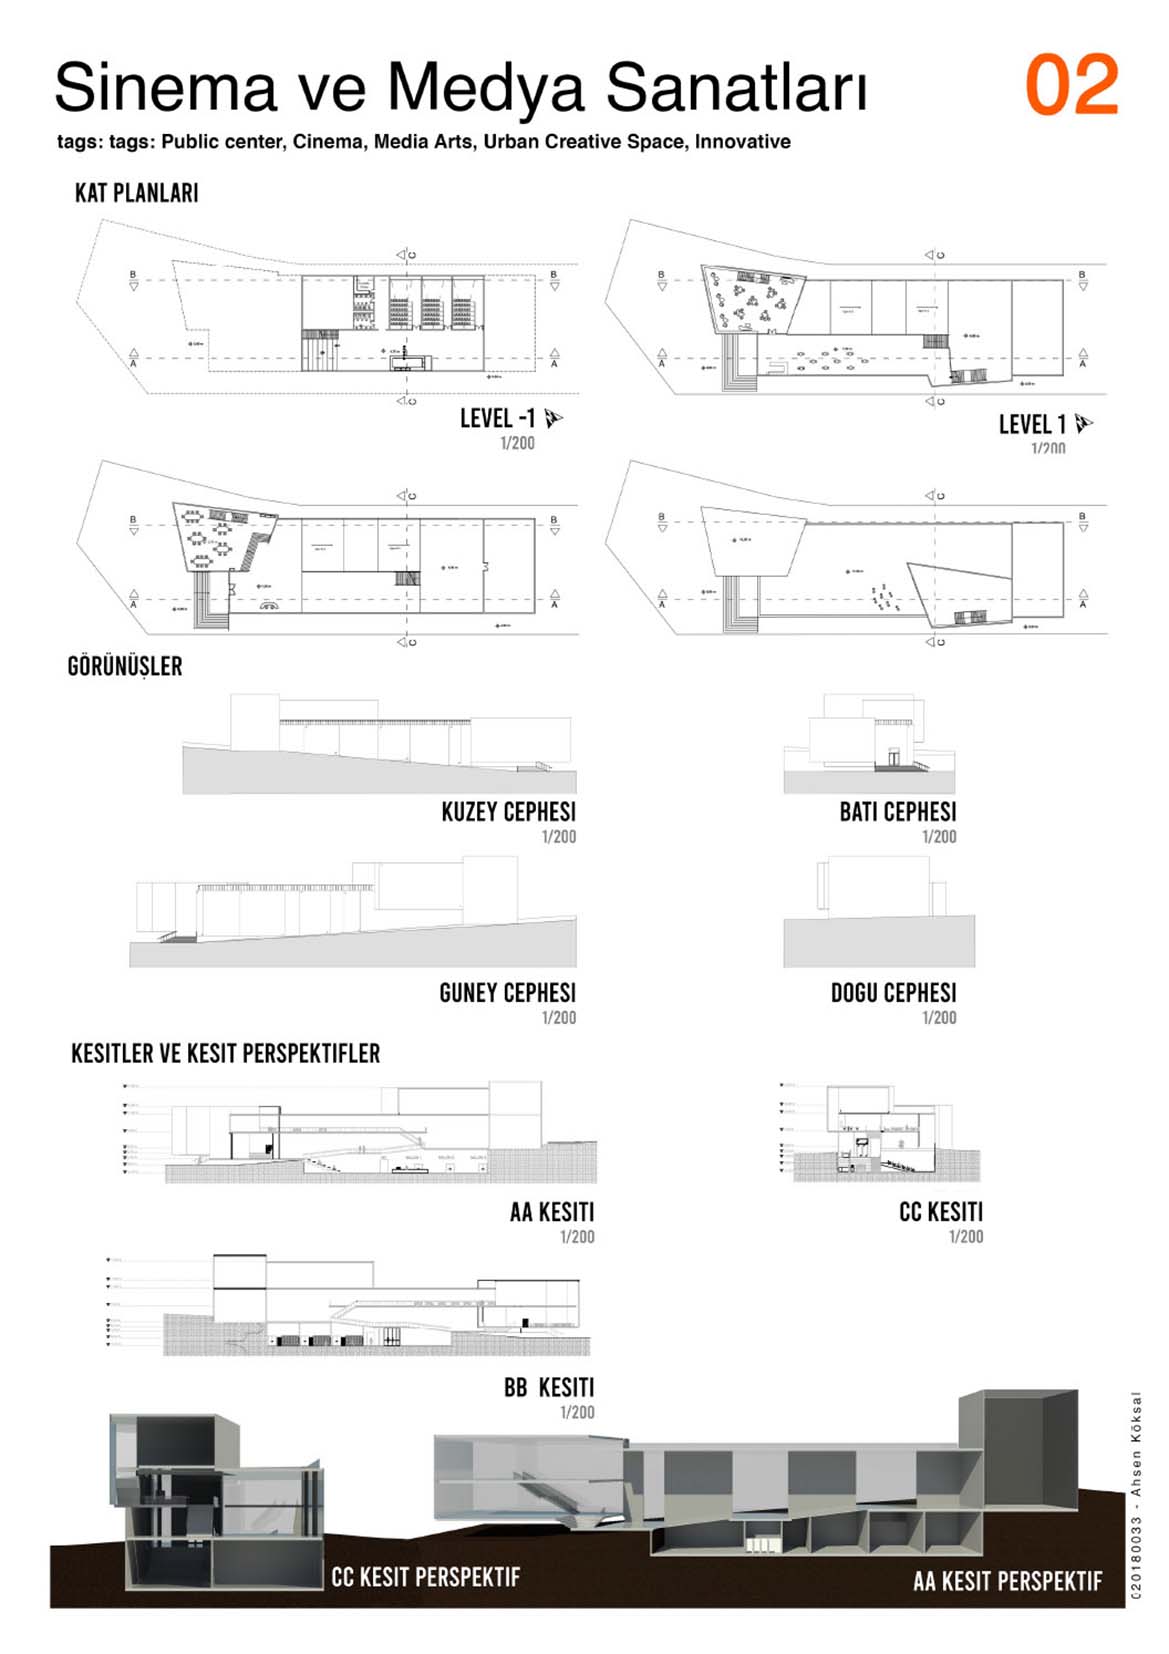 Sinema ve Medya Sanatları
02
tags: tags: Public center, Cinema, Media Arts, Urban Creative Space, Innovative
KAT PLANLARI
C
B
B
A
A
C
LEVEL -1
1/200
C
B
B
A
A
C
LEVEL 1
1/200
C
B
B
A
A
C
C
B
B
A
A
C
GÖRÜNÜŞLER
KUZEY CEPHESI
1/200
BATI CEPHESI
1/200
GUNEY CEPHESI
1/200
DOGU CEPHESI
1/200
KESITLER VE KESIT PERSPEKTIFLER
AA KESITI
1/200
CC KESITI
1/200
BB KESITI
1/200
CC KESIT PERSPEKTIF
AA KESIT PERSPEKTIF
020180033 - Ahsen Köksal